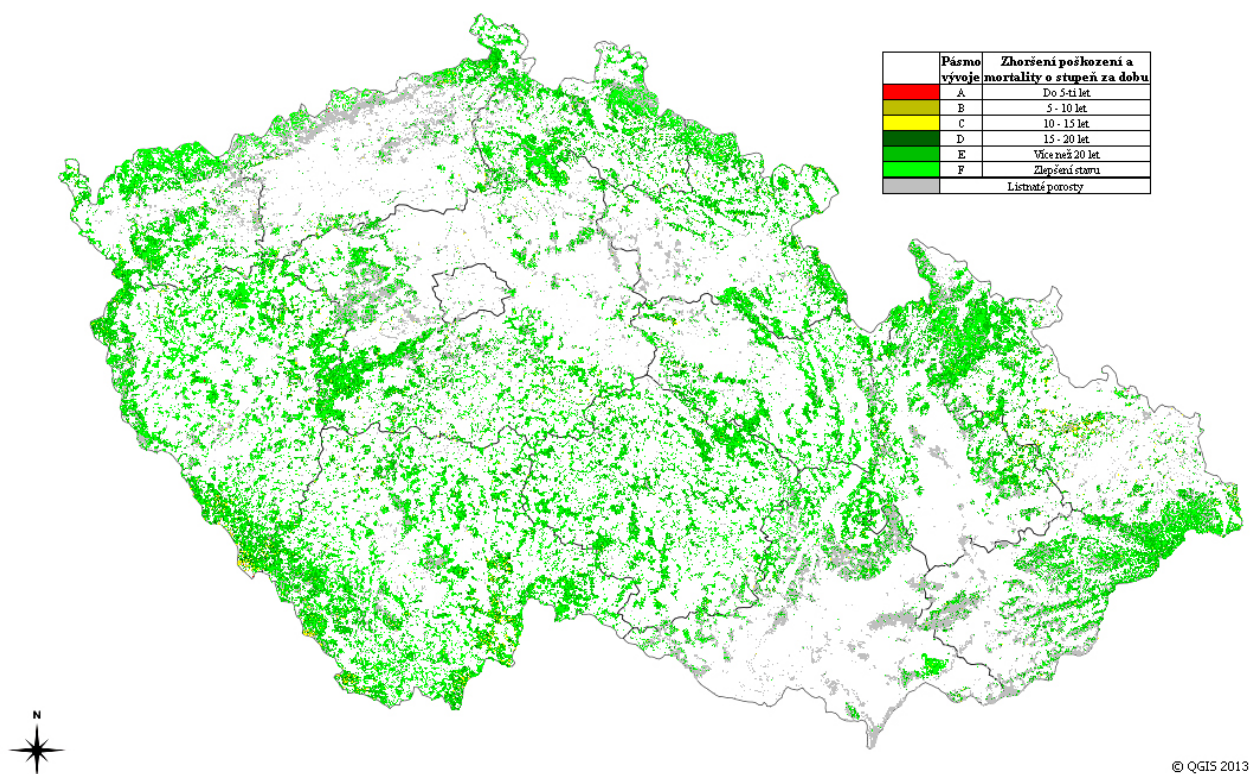 Pásmo Zhoršení poškození a
vývoje mortality o stupeň za dobu
A Do 5-ti let
B 5 - 10 let
C 10 - 15 let
D 15 - 20 let
E Více než 20 let
F Zlepšení stavu
Listnaté porosty
N
© QGIS 2013